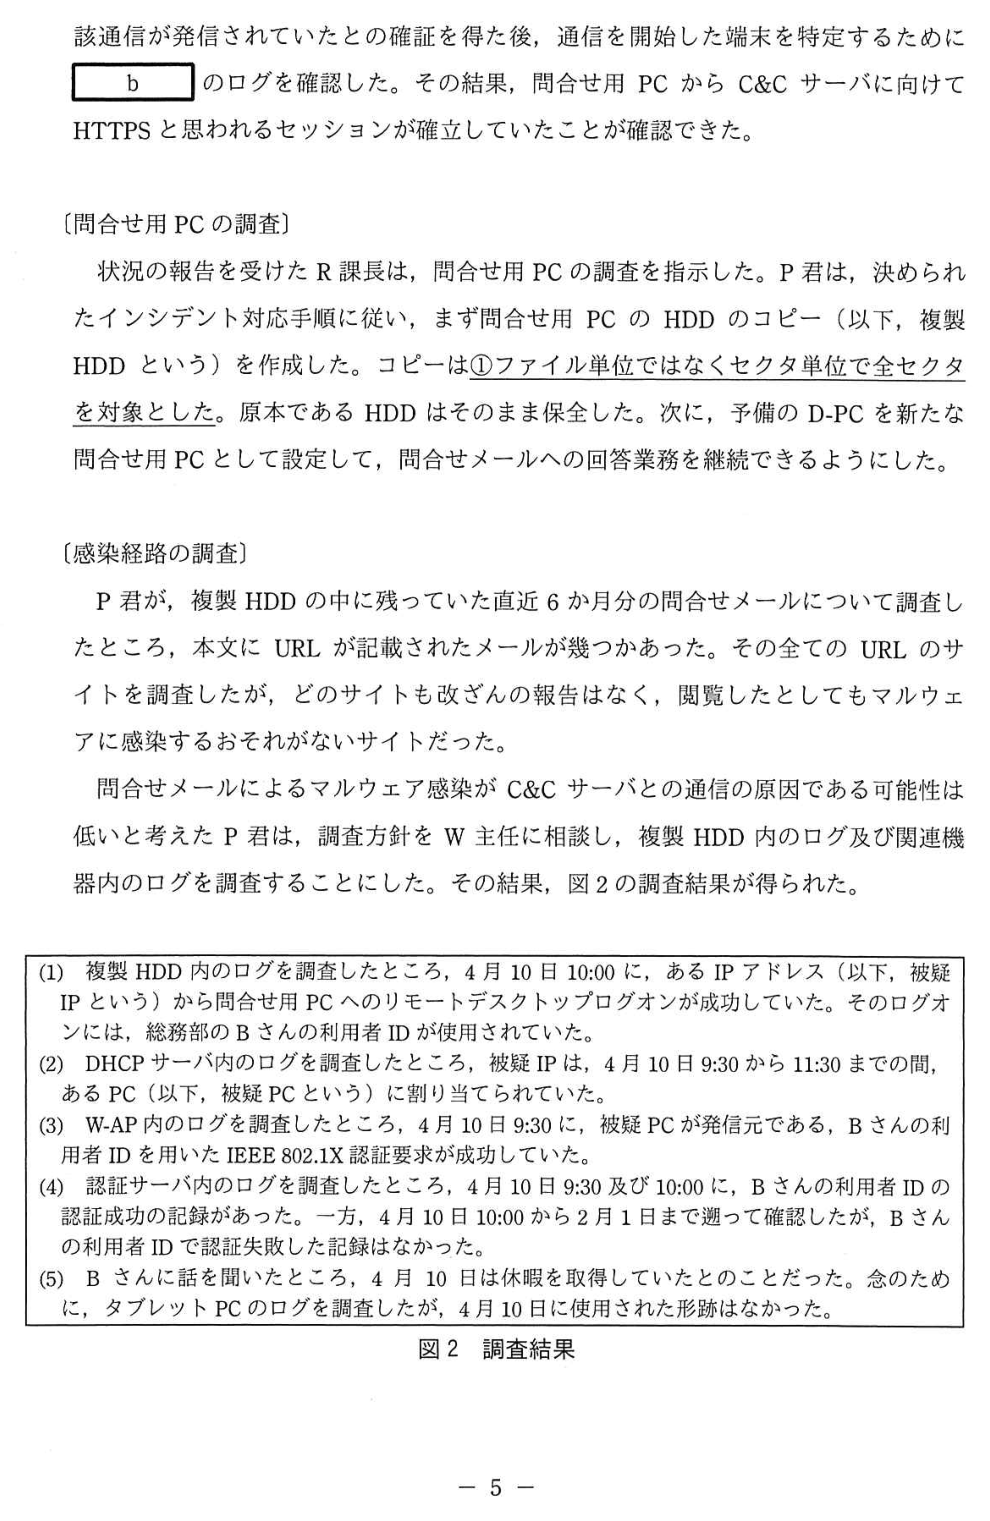 該通信が発信されていたとの確証を得た後，通信を開始した端末を特定するために
b のログを確認した。その結果，問合せ用 PC から C&C サーバに向けて
HTTPS と思われるセッションが確立していたことが確認できた。
〔問合せ用 PC の調査〕
状況の報告を受けた R 課長は，問合せ用 PC の調査を指示した。P 君は，決められ
たインシデント対応手順に従い，まず問合せ用 PC の HDD のコピー（以下，複製
HDD という）を作成した。コピーは①ファイル単位ではなくセクタ単位で全セクタ
を対象とした。原本である HDD はそのまま保全した。次に，予備の D-PC を新たな
問合せ用 PC として設定して，問合せメールへの回答業務を継続できるようにした。
〔感染経路の調査〕
P 君が，複製 HDD の中に残っていた直近 6 か月分の問合せメールについて調査し
たところ，本文に URL が記載されたメールが幾つかあった。その全ての URL のサ
イトを調査したが，どのサイトも改ざんの報告はなく，閲覧したとしてもマルウェ
アに感染するおそれがないサイトだった。
問合せメールによるマルウェア感染が C&C サーバとの通信の原因である可能性は
低いと考えた P 君は，調査方針を W 主任に相談し，複製 HDD 内のログ及び関連機
器内のログを調査することにした。その結果，図 2 の調査結果が得られた。
(1) 複製 HDD 内のログを調査したところ，4 月 10 日 10:00 に，ある IP アドレス（以下，被疑
IP という）から問合せ用 PC へのリモートデスクトップログオンが成功していた。そのログオ
ンには，総務部の B さんの利用者 ID が使用されていた。
(2) DHCP サーバ内のログを調査したところ，被疑 IP は，4 月 10 日 9:30 から 11:30 までの間，
ある PC（以下，被疑 PC という）に割り当てられていた。
(3) W-AP 内のログを調査したところ，4 月 10 日 9:30 に，被疑 PC が発信元である，B さんの利
用者 ID を用いた IEEE 802.1X 認証要求が成功していた。
(4) 認証サーバ内のログを調査したところ，4 月 10 日 9:30 及び 10:00 に，B さんの利用者 ID の
認証成功の記録があった。一方，4 月 10 日 10:00 から 2 月 1 日まで遡って確認したが，B さん
の利用者 ID で認証失敗した記録はなかった。
(5) B さんに話を聞いたところ，4 月 10 日は休暇を取得していたとのことだった。念のため
に，タブレット PC のログを調査したが，4 月 10 日に使用された形跡はなかった。
図 2 調査結果
－ 5 －